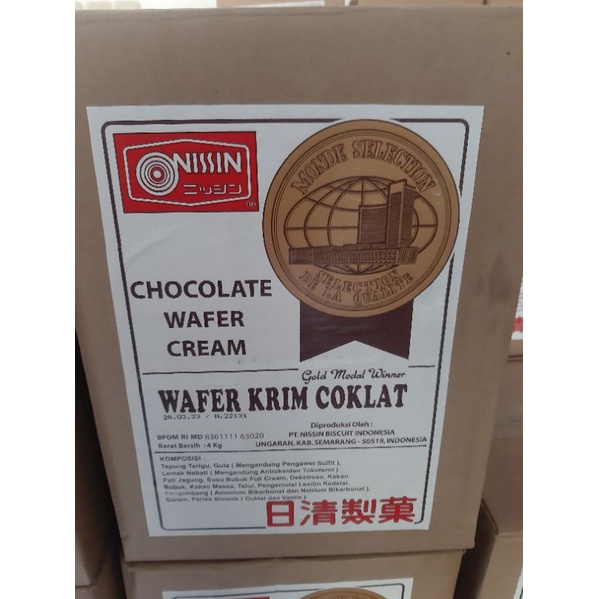 NISSIN
ニッシン
MONDE SELECTION
SELECTION
DE LA QUALITE
CHOCOLATE
WAFER
CREAM
Gold Medal Winner
WAFER KRIM COKLAT
28.03.23 / H.22131
Diproduksi Oleh :
BPOM RI MD 8361111 63020 PT. NISSIN BISCUIT INDONESIA
Berat Bersih : 4 Kg UNGARAN, KAB. SEMARANG - 50519, INDONESIA
KOMPOSISI :
Tepung Terigu, Gula ( Mengandung Pengawet Sulfit ),
Lemak Nabati ( Mengandung Antioksidan Tokoferol )
Pati Jagung, Susu Bubuk Full Cream, Dekstrosa, Kakao
Bubuk, Kakao Massa, Telur, Pengemulsi Lesitin Kedelai,
Pengembang ( Amonium Bikarbonat dan Natrium Bikarbonat ),
Garam, Perisa Sintetik ( Coklat dan Vanila ).
日清製菓